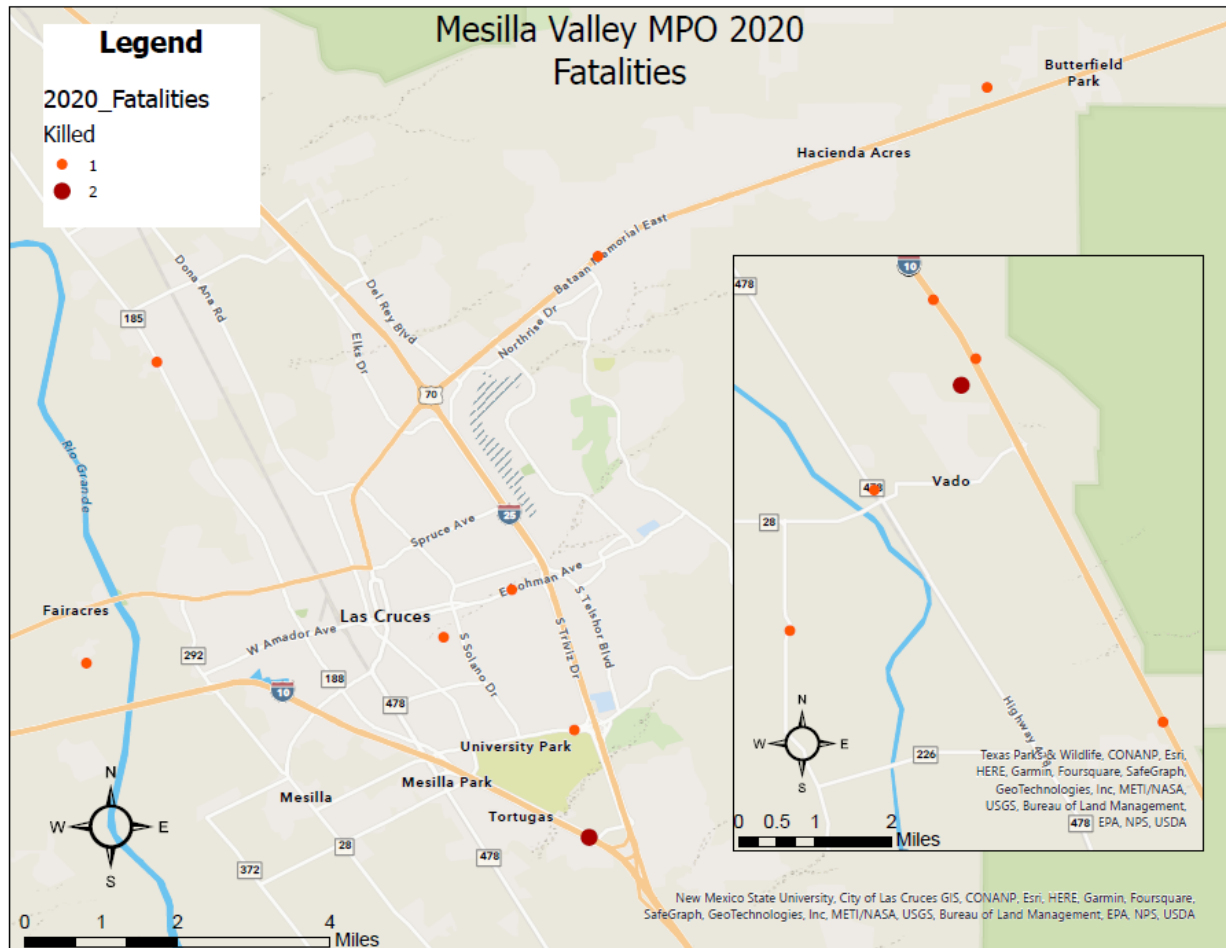 Mesilla Valley MPO 2020
Fatalities
Legend
2020_Fatalities
Killed
1
2
Butterfield
Park
Hacienda Acres
Bataan Memorial East
Northrise Dr
Dona Ana Rd
Del Rey Blvd
Elks Dr
185
70
Rio Grande
25
Spruce Ave
E Lohman Ave
S Telshor Blvd
S Triviz Dr
Fairacres
Las Cruces
W Amador Ave
S Solano Dr
292
188
10
478
University Park
Mesilla Park
Mesilla
Tortugas
28
478
372
N
W
E
S
0
1
2
4
Miles
10
478
Vado
478
28
Highway
226
N
W
E
S
Texas Parks & Wildlife, CONANP, Esri,
HERE, Garmin, Foursquare, SafeGraph,
GeoTechnologies, Inc, METI/NASA,
USGS, Bureau of Land Management,
478
EPA, NPS, USDA
0
0.5
1
2
Miles
New Mexico State University, City of Las Cruces GIS, CONANP, Esri, HERE, Garmin, Foursquare,
SafeGraph, GeoTechnologies, Inc, METI/NASA, USGS, Bureau of Land Management, EPA, NPS, USDA